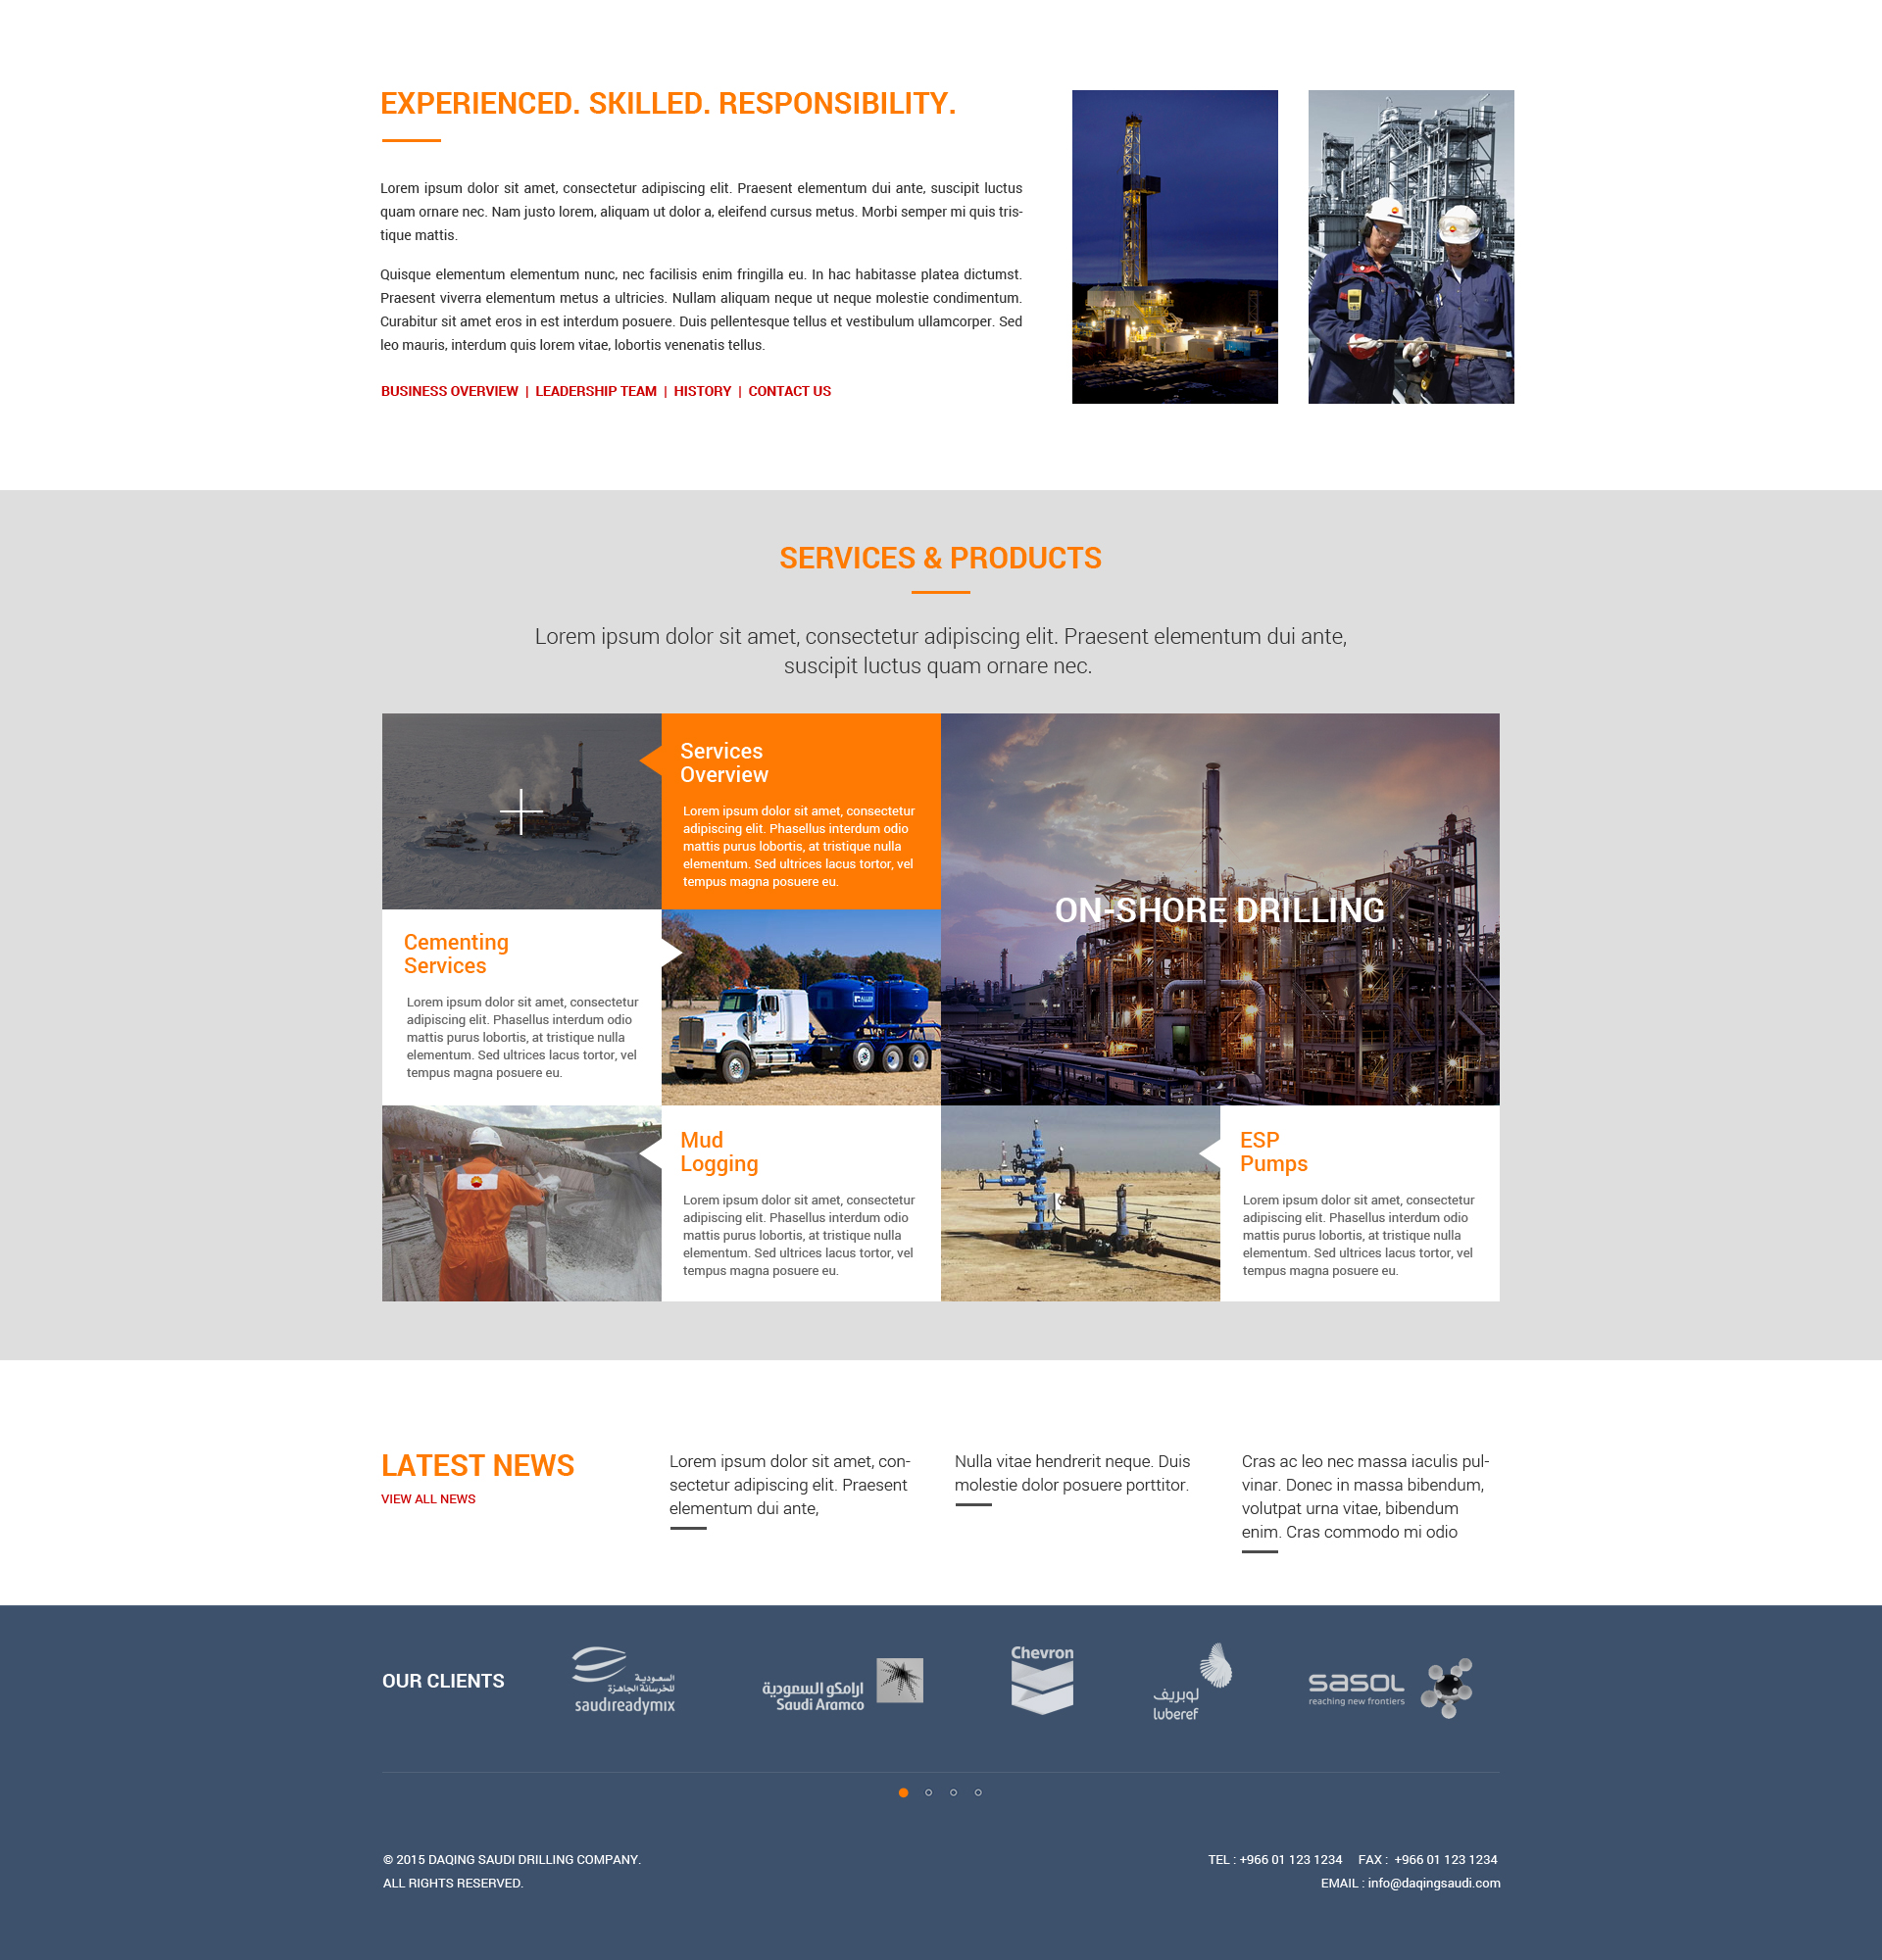 EXPERIENCED. SKILLED. RESPONSIBILITY.
Lorem ipsum dolor sit amet, consectetur adipiscing elit. Praesent elementum dui ante, suscipit luctus
quam ornare nec. Nam justo lorem, aliquam ut dolor a, eleifend cursus metus. Morbi semper mi quis tris-
tique mattis.
Quisque elementum elementum nunc, nec facilisis enim fringilla eu. In hac habitasse platea dictumst.
Praesent viverra elementum metus a ultricies. Nullam aliquam neque ut neque molestie condimentum.
Curabitur sit amet eros in est interdum posuere. Duis pellentesque tellus et vestibulum ullamcorper. Sed
leo mauris, interdum quis lorem vitae, lobortis venenatis tellus.
BUSINESS OVERVIEW | LEADERSHIP TEAM | HISTORY | CONTACT US
SERVICES & PRODUCTS
Lorem ipsum dolor sit amet, consectetur adipiscing elit. Praesent elementum dui ante,
suscipit luctus quam ornare nec.
Services
Overview
Lorem ipsum dolor sit amet, consectetur
adipiscing elit. Phasellus interdum odio
mattis purus lobortis, at tristique nulla
elementum. Sed ultrices lacus tortor, vel
tempus magna posuere eu.
ON-SHORE DRILLING
Cementing
Services
Lorem ipsum dolor sit amet, consectetur
adipiscing elit. Phasellus interdum odio
mattis purus lobortis, at tristique nulla
elementum. Sed ultrices lacus tortor, vel
tempus magna posuere eu.
Mud
Logging
Lorem ipsum dolor sit amet, consectetur
adipiscing elit. Phasellus interdum odio
mattis purus lobortis, at tristique nulla
elementum. Sed ultrices lacus tortor, vel
tempus magna posuere eu.
ESP
Pumps
Lorem ipsum dolor sit amet, consectetur
adipiscing elit. Phasellus interdum odio
mattis purus lobortis, at tristique nulla
elementum. Sed ultrices lacus tortor, vel
tempus magna posuere eu.
LATEST NEWS
VIEW ALL NEWS
Lorem ipsum dolor sit amet, con-
sectetur adipiscing elit. Praesent
elementum dui ante,
Nulla vitae hendrerit neque. Duis
molestie dolor posuere porttitor.
Cras ac leo nec massa iaculis pul-
vinar. Donec in massa bibendum,
volutpat urna vitae, bibendum
enim. Cras commodo mi odio
OUR CLIENTS
السعودية
للخرسانة الجاهزة
saudireadymix
ارامكو السعودية
Saudi Aramco
Chevron
لوبريف
luberef
sasol
reaching new frontiers
© 2015 DAQING SAUDI DRILLING COMPANY.
ALL RIGHTS RESERVED.
TEL : +966 01 123 1234 FAX : +966 01 123 1234
EMAIL : info@daqingsaudi.com